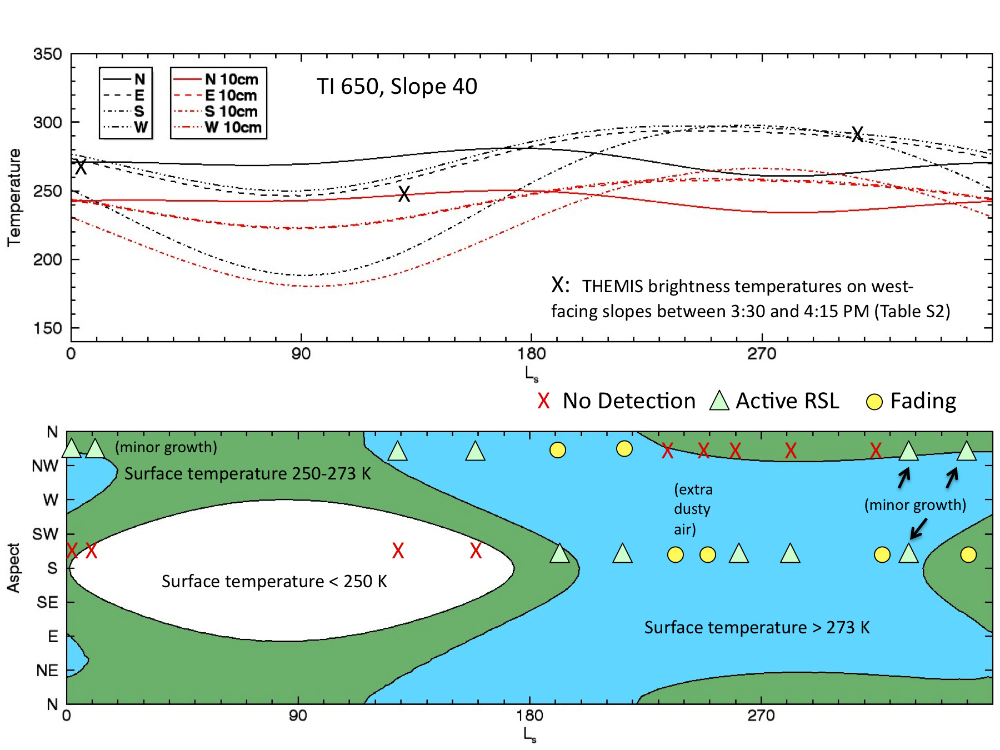 350
300
250
200
150
Temperature
N
E
S
W
N 10cm
E 10cm
S 10cm
W 10cm
TI 650, Slope 40
X
X
X
X: THEMIS brightness temperatures on west-
facing slopes between 3:30 and 4:15 PM (Table S2)
0 90 180 270
Ls
X No Detection Active RSL Fading
N
NW
W
SW
S
SE
E
NE
N
Aspect
(minor growth)
Surface temperature 250-273 K
X X X X X
(extra
dusty
air)
(minor growth)
X X X X
Surface temperature < 250 K
Surface temperature > 273 K
0 90 180 270
Ls